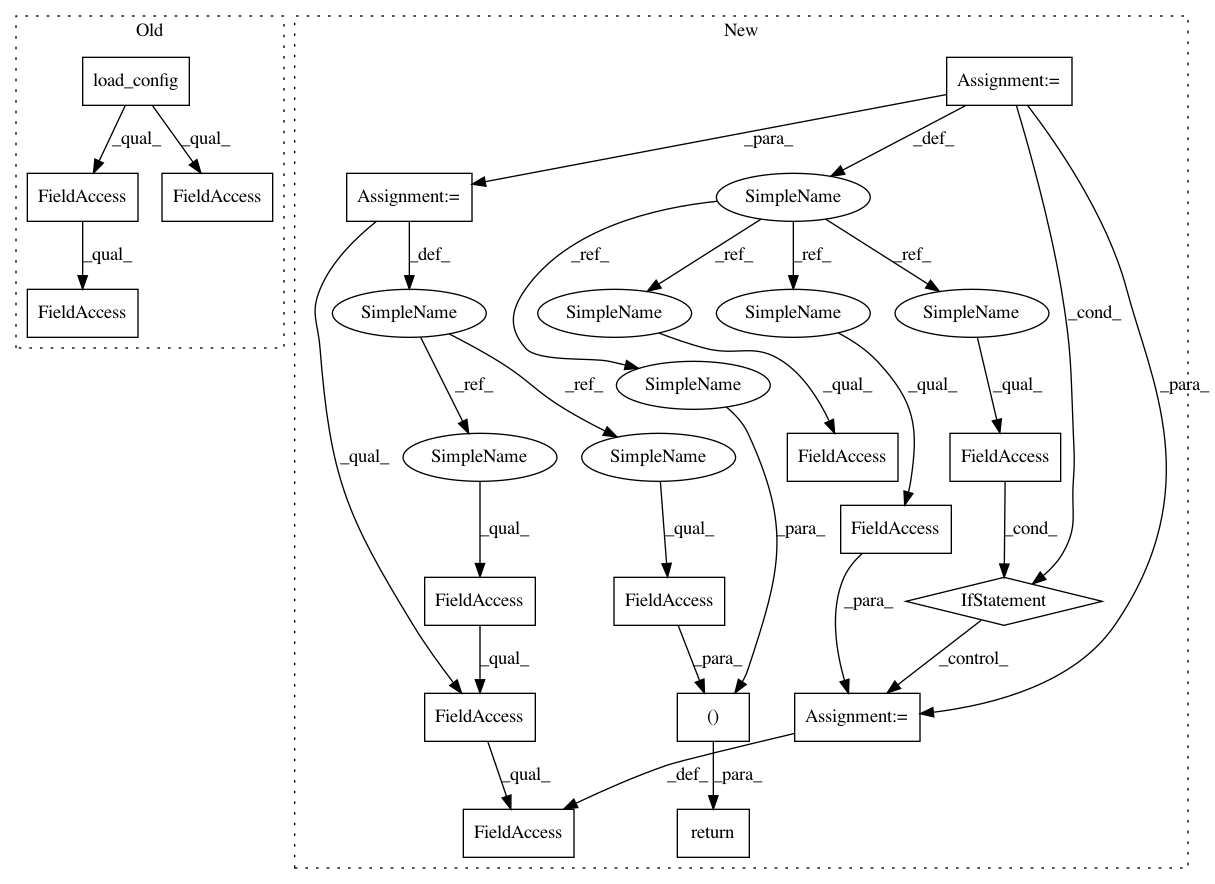 Old
New
load_config
Assignment:=
_qual_
_qual_
_para_
_def_
FieldAccess
FieldAccess
Assignment:=
SimpleName
_qual_
_def_
_ref_
_ref_
_ref_
_ref_
FieldAccess
SimpleName
SimpleName
SimpleName
SimpleName
_cond_
_ref_
_ref_
SimpleName
_qual_
_qual_
_qual_
_para_
_qual_
SimpleName
SimpleName
FieldAccess
FieldAccess
_qual_
_qual_
_para_
FieldAccess
_cond_
FieldAccess
FieldAccess
_para_
IfStatement
_qual_
_para_
_control_
FieldAccess
()
Assignment:=
_qual_
_def_
_para_
FieldAccess
return